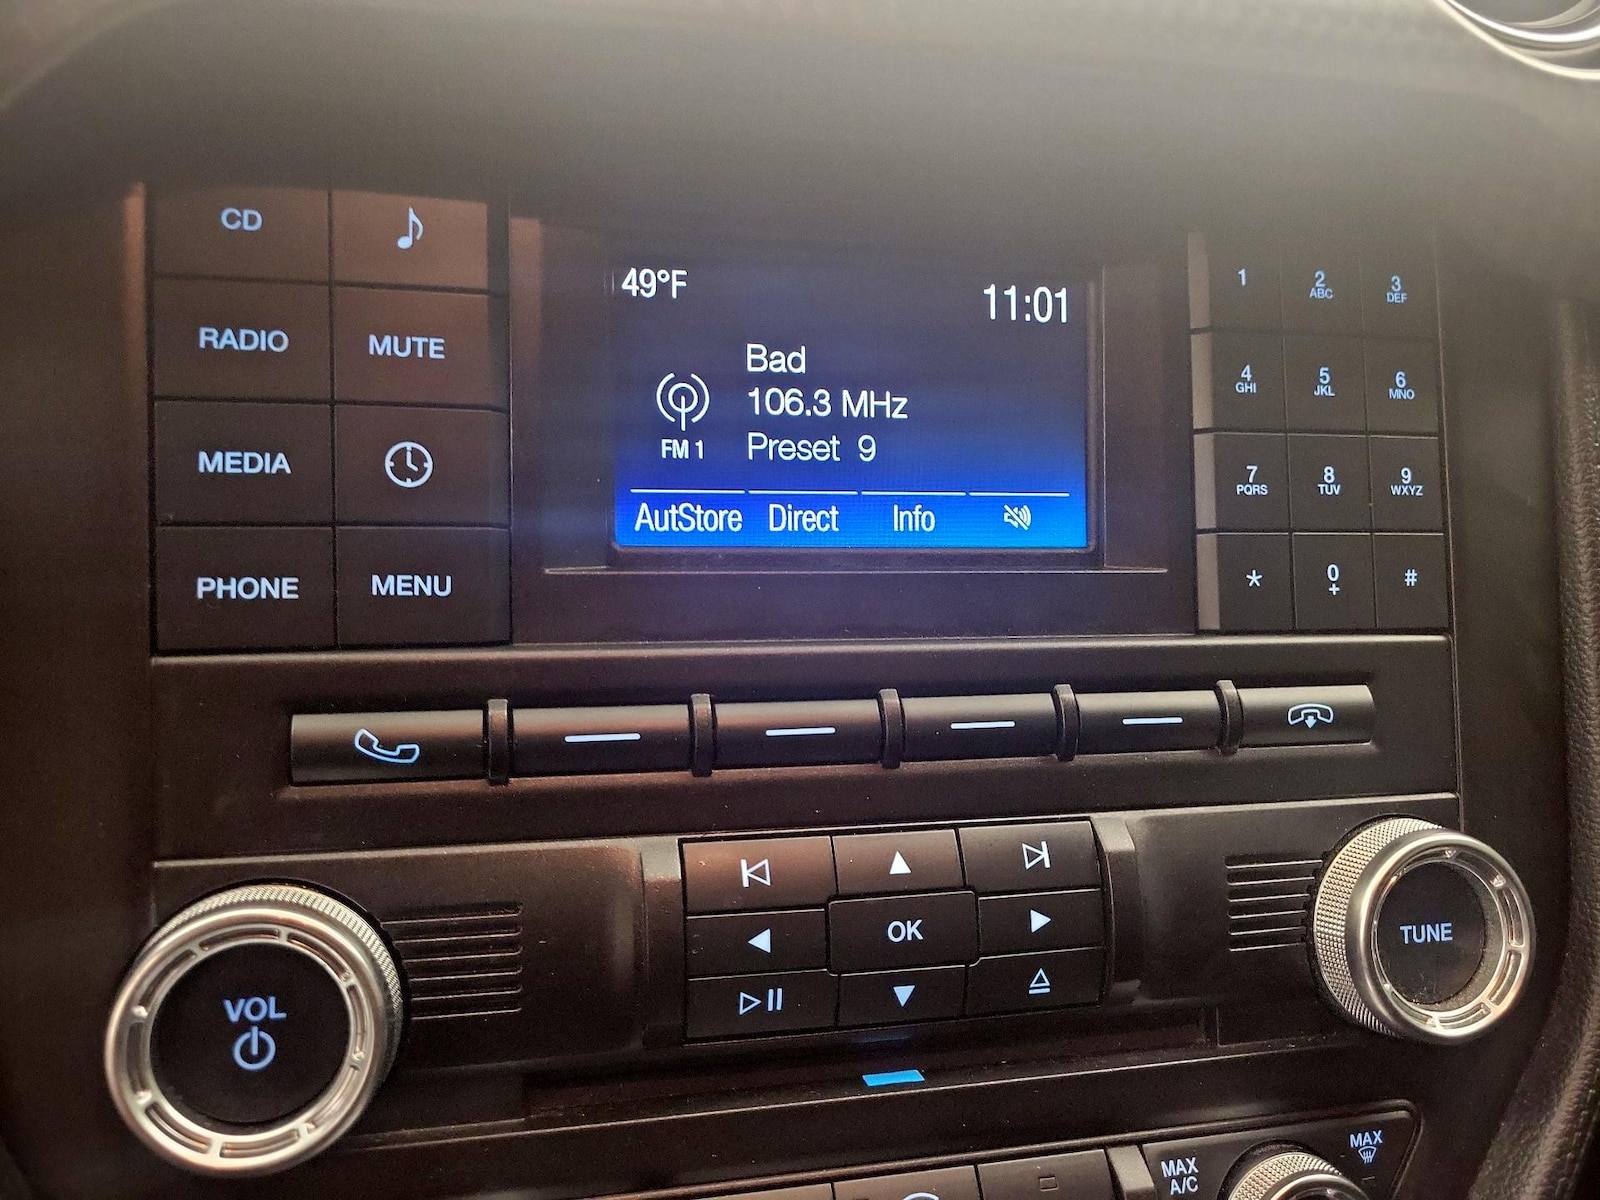 CD
RADIO
MUTE
MEDIA
PHONE
MENU
49°F
11:01
Bad
106.3 MHz
FM 1
Preset 9
AutStore Direct Info
1
2
ABC
3
DEF
4
GHI
5
JKL
6
MNO
7
PQRS
8
TUV
9
WXYZ
*
0
+
#
OK
VOL
TUNE
MAX
A/C
MAX